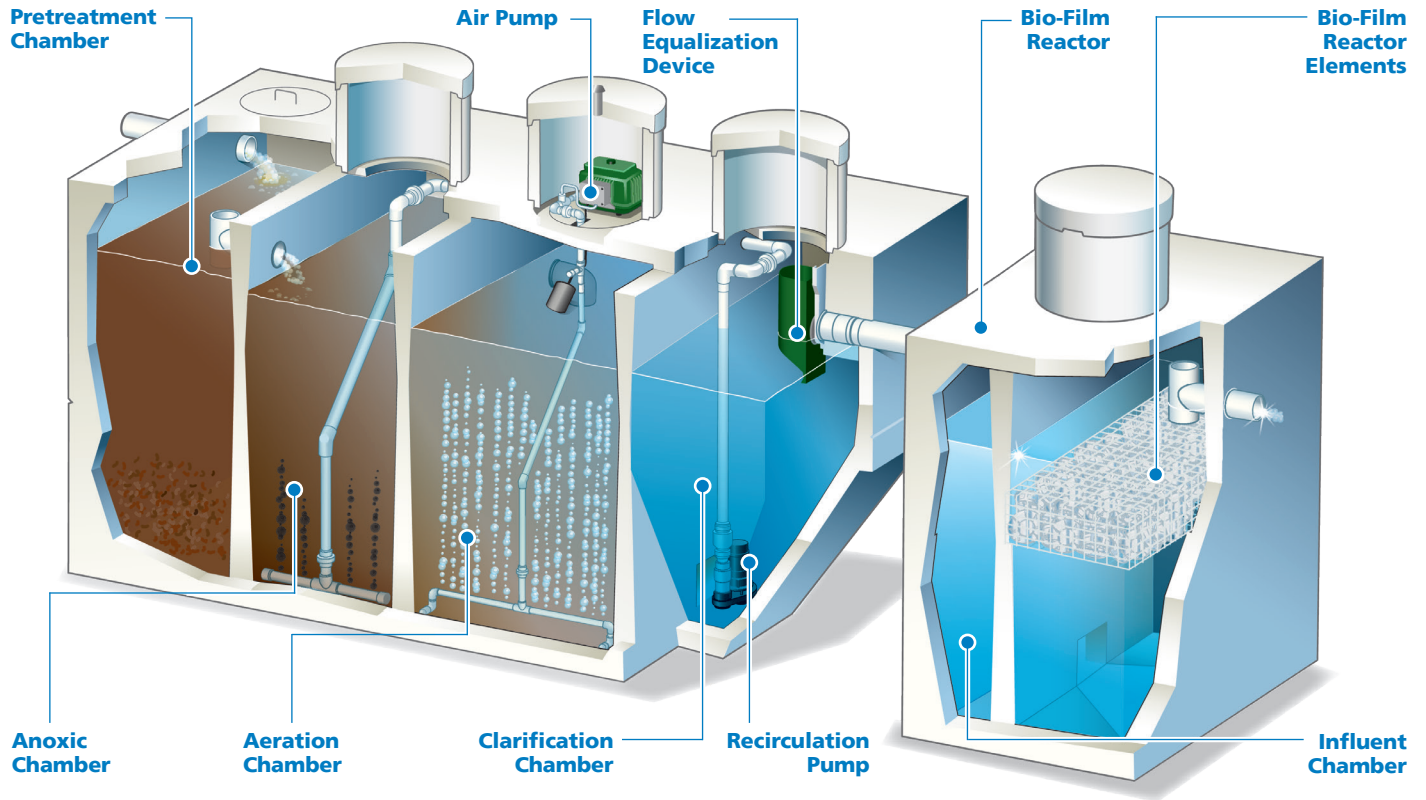 Pretreatment
Chamber
Air Pump
Flow
Equalization
Device
Bio-Film
Reactor
Bio-Film
Reactor
Elements
Anoxic
Chamber
Aeration
Chamber
Clarification
Chamber
Recirculation
Pump
Influent
Chamber